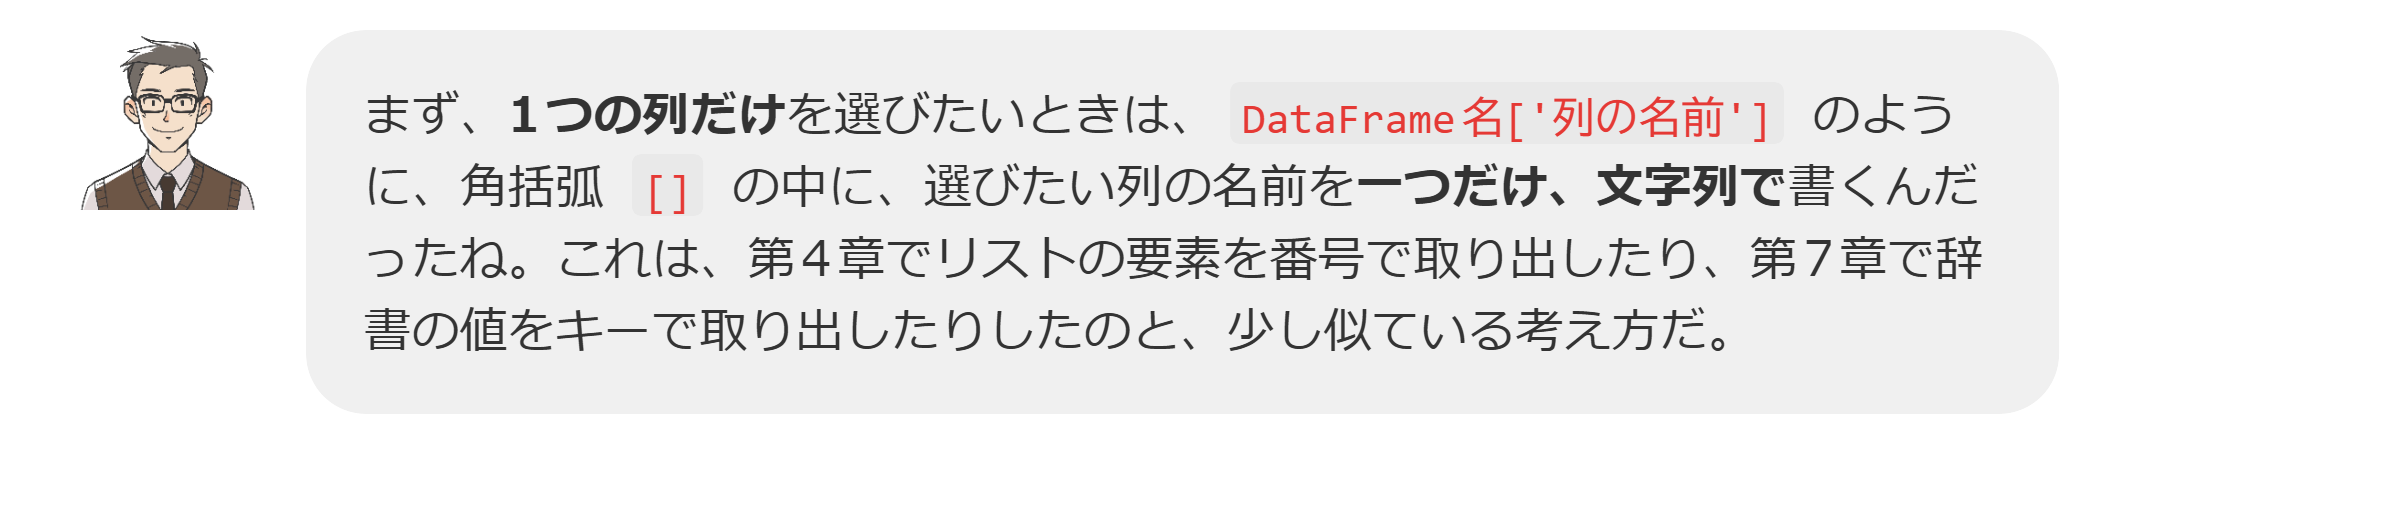 まず、１つの列だけを選びたいときは、 DataFrame名['列の名前'] のよう
に、角括弧 [] の中に、選びたい列の名前を一つだけ、文字列で書くんだ
ったね。これは、第４章でリストの要素を番号で取り出したり、第７章で辞
書の値をキーで取り出したりしたのと、少し似ている考え方だ。